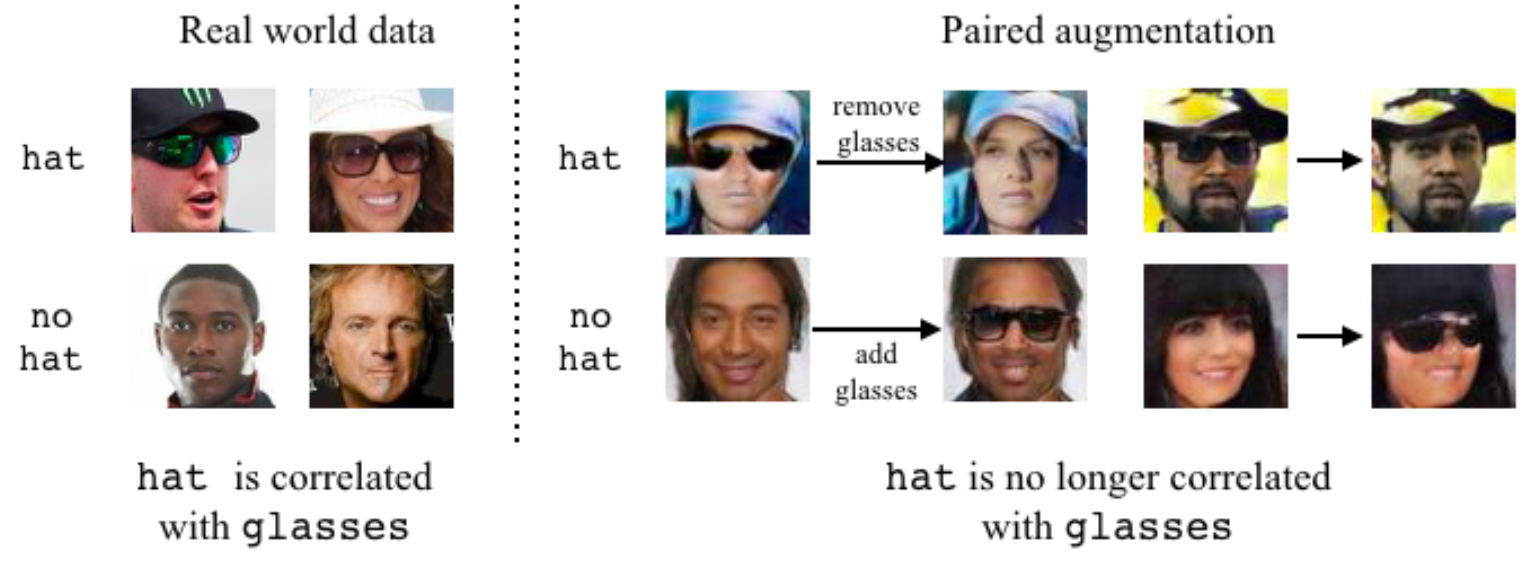 Real world data
hat
no
hat
hat is correlated
with glasses
Paired augmentation
hat
remove
glasses
no
hat
add
glasses
hat is no longer correlated
with glasses